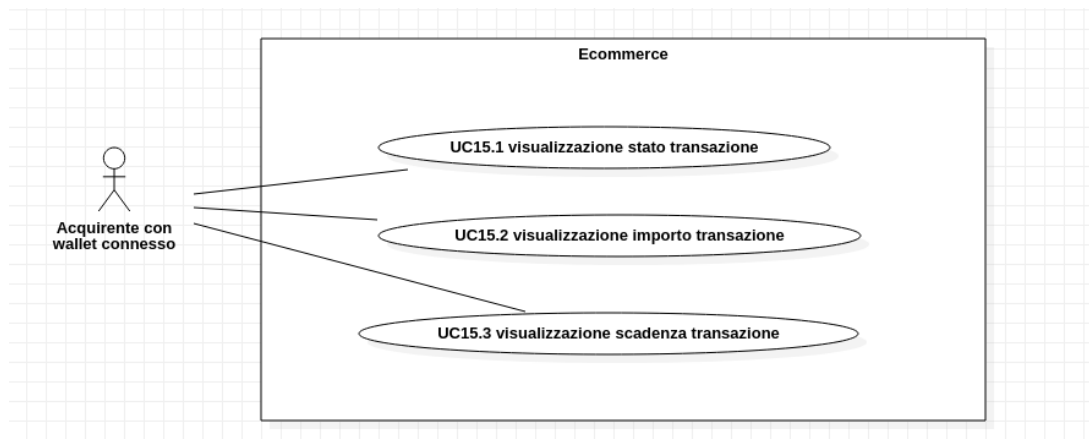 Ecommerce
UC15.1 visualizzazione stato transazione
Acquirente con
wallet connesso
UC15.2 visualizzazione importo transazione
UC15.3 visualizzazione scadenza transazione